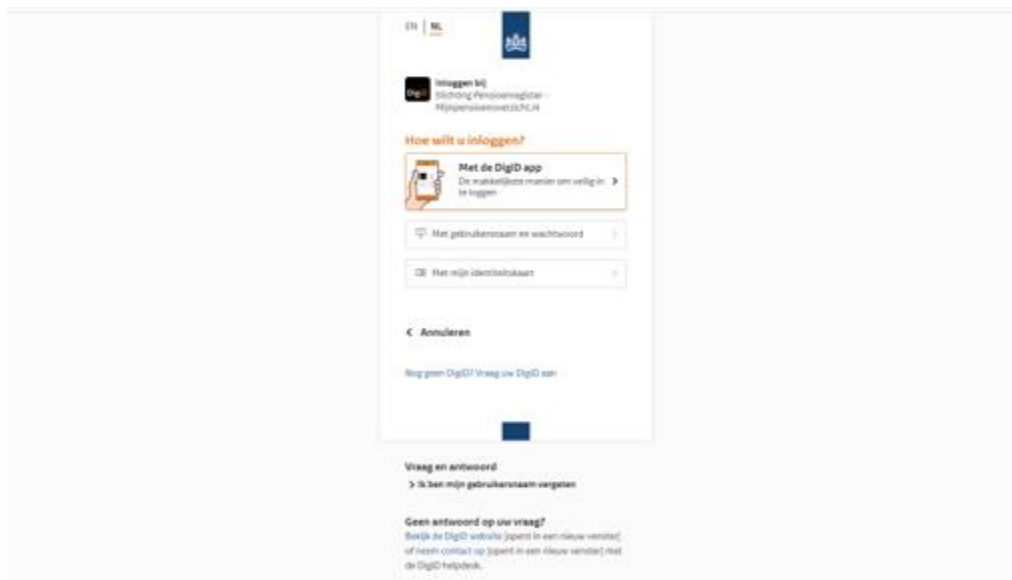 EN | NL
Inloggen bij
DigiD
Stichting Pensioenregister -
Mijnpensioenoverzicht.nl
Hoe wilt u inloggen?
Met de DigiD app
De makkelijkste manier om veilig in
te loggen
Met gebruikersnaam en wachtwoord
Met mijn identiteitskaart
Annuleren
Nog geen DigiD? Vraag uw DigiD aan
Vraag en antwoord
Ik ben mijn gebruikersnaam vergeten
Geen antwoord op uw vraag?
Bekijk de DigiD website (opent in een nieuw venster)
of neem contact op (opent in een nieuw venster) met
de DigiD helpdesk.